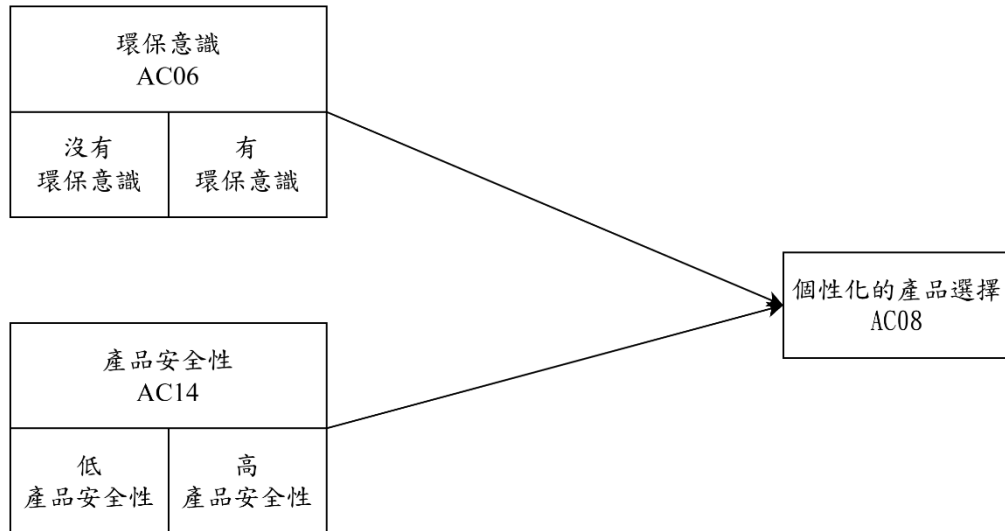 環保意識
AC06
沒有
環保意識
有
環保意識
個性化的產品選擇
AC08
產品安全性
AC14
低
產品安全性
高
產品安全性